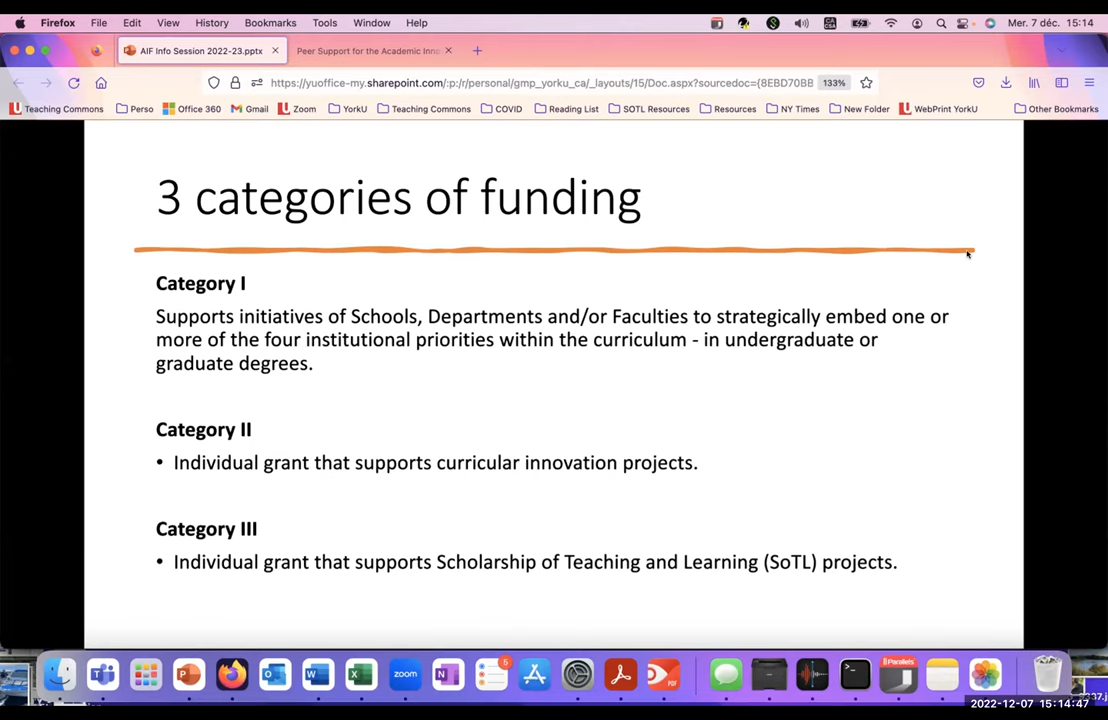 Firefox File Edit View History Bookmarks Tools Window Help Mer. 7 déc. 15:14
AIF Info Session 2022-23.pptx Peer Support for the Academic Inno
https://yuoffice-my.sharepoint.com/:p:/r/personal/gmp_yorku_ca/_layouts/15/Doc.aspx?sourcedoc={8EBD70BB 133%
Teaching Commons Perso Office 360 Gmail Zoom YorkU Teaching Commons COVID Reading List SOTL Resources Resources NY Times New Folder WebPrint YorkU Other Bookmarks
3 categories of funding
Category I
Supports initiatives of Schools, Departments and/or Faculties to strategically embed one or
more of the four institutional priorities within the curriculum - in undergraduate or
graduate degrees.
Category II
• Individual grant that supports curricular innovation projects.
Category III
• Individual grant that supports Scholarship of Teaching and Learning (SoTL) projects.
zoom
5
Parallels
PDF
2022-12-07 15:14:47